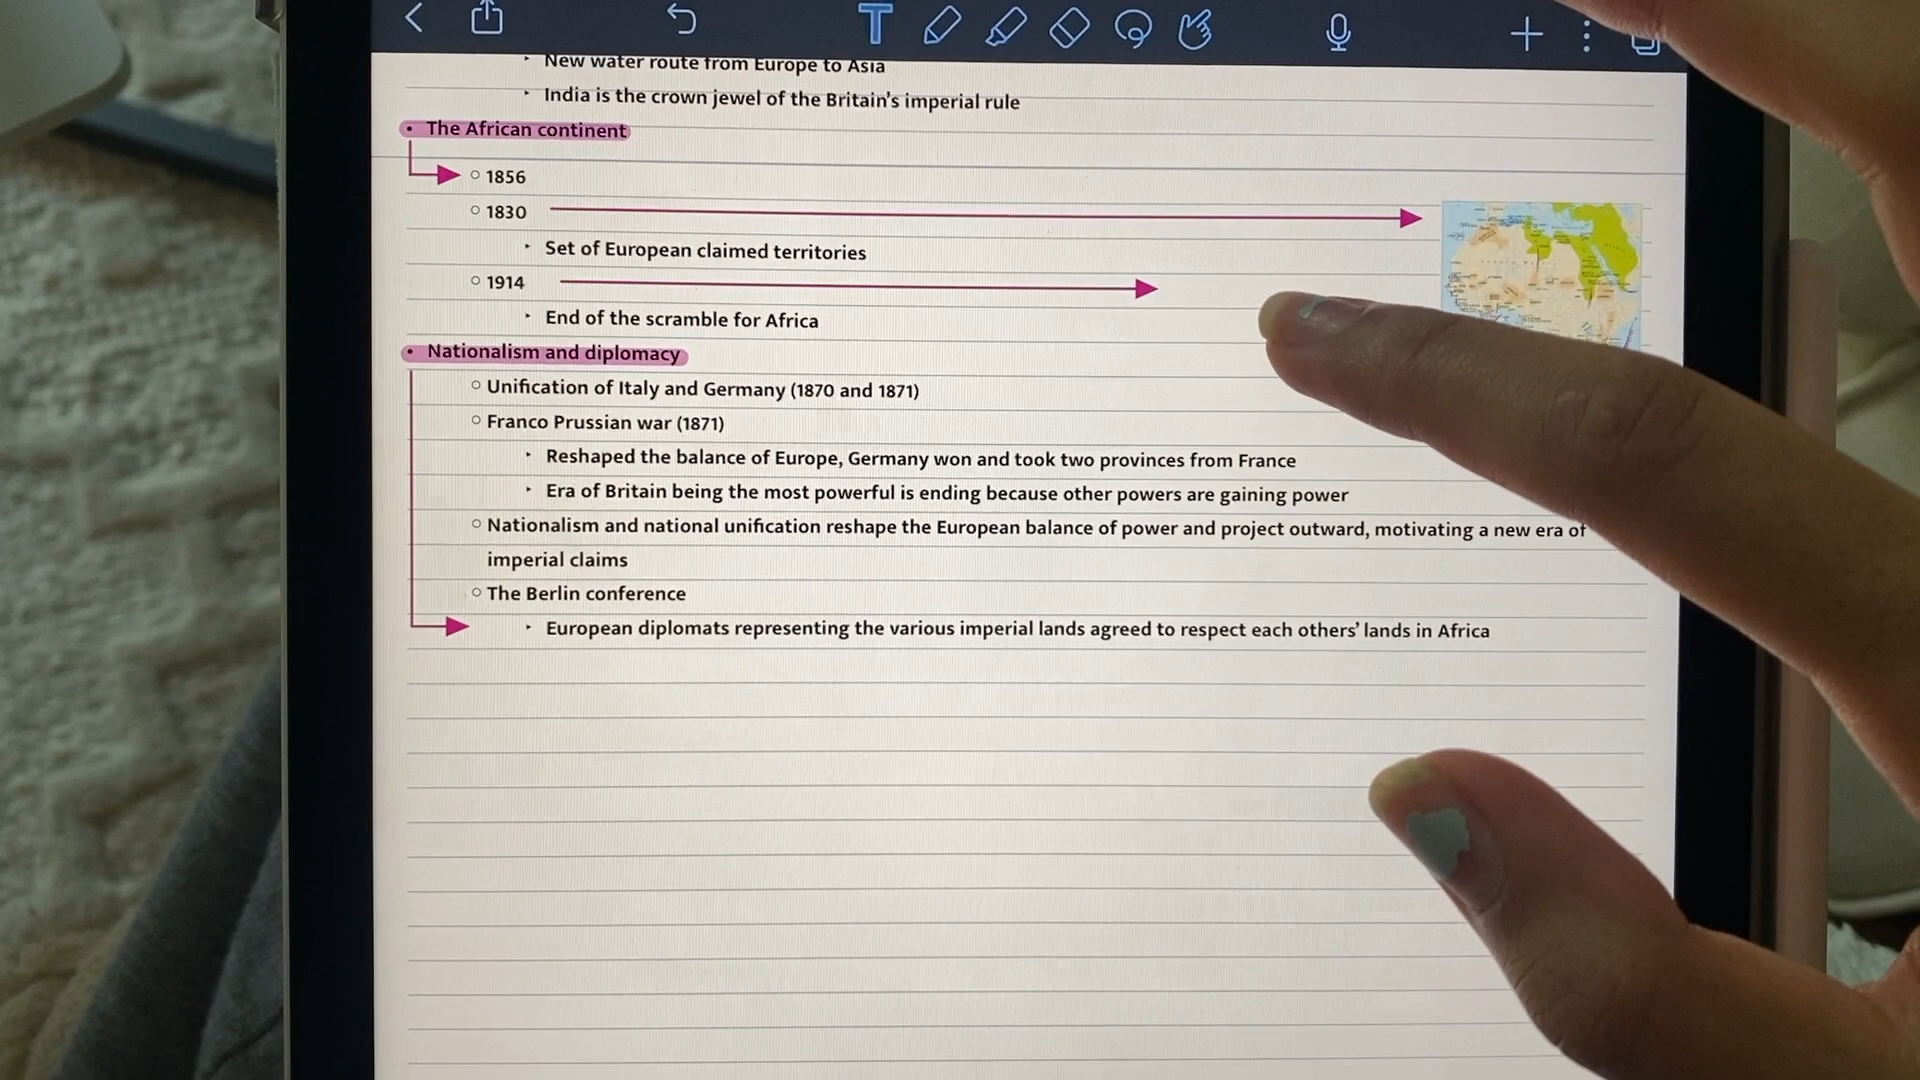 New water route from Europe to Asia
India is the crown jewel of the Britain's imperial rule
The African continent
1856
1830
Set of European claimed territories
1914
End of the scramble for Africa
Nationalism and diplomacy
Unification of Italy and Germany (1870 and 1871)
Franco Prussian war (1871)
Reshaped the balance of Europe, Germany won and took two provinces from France
Era of Britain being the most powerful is ending because other powers are gaining power
Nationalism and national unification reshape the European balance of power and project outward, motivating a new era of
imperial claims
The Berlin conference
European diplomats representing the various imperial lands agreed to respect each others' lands in Africa